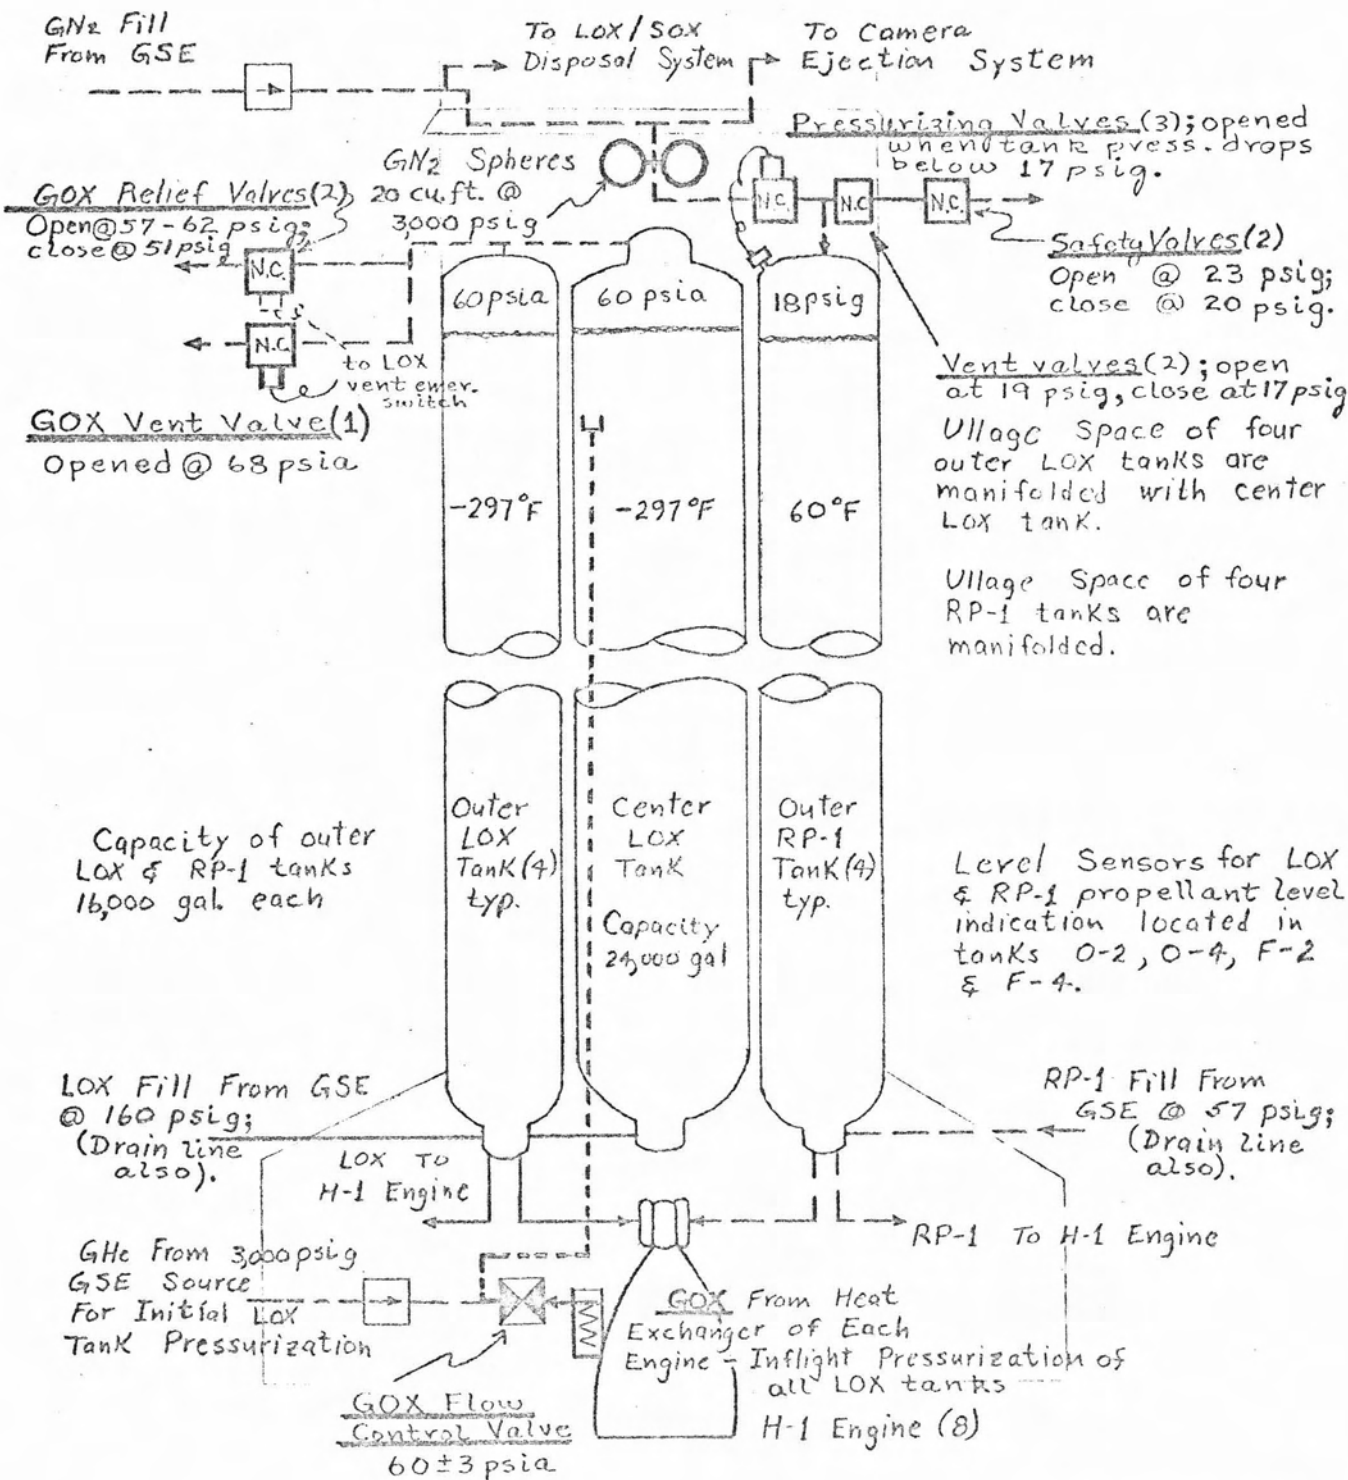 GN2 Fill
From GSE
To LOX/SOX
Disposal System
To Camera
Ejection System
Pressurizing Valves (3); opened
when tank press. drops
below 17 psig.
GN2 Spheres
20 cu.ft. @
3,000 psig
GOX Relief Valves(2)
Open@57-62 psig;
close@51psig
N.C.
N.C.
to LOX
vent emer.
switch
GOX Vent Valve(1)
Opened @ 68 psia
N.C.
N.C
N.C.
Safety Valves(2)
Open @ 23 psig;
close @ 20 psig.
Vent valves(2); open
at 19 psig, close at 17 psig
60 psia
60 psia
18 psig
Ullage Space of four
outer LOX tanks are
manifolded with center
LOX tank.
-297°F
-297°F
60°F
Ullage Space of four
RP-1 tanks are
manifolded.
Capacity of outer
LOX & RP-1 tanks
16,000 gal. each
Outer
LOX
Tank(4)
typ.
Center
LOX
Tank
Capacity
24,000 gal
Outer
RP-1
Tank(4)
typ.
Level Sensors for LOX
& RP-1 propellant level
indication located in
tanks O-2, O-4, F-2
& F-4.
LOX Fill From GSE
@ 160 psig;
(Drain line
also).
RP-1 Fill From
GSE @ 57 psig;
(Drain line
also).
LOX To
H-1 Engine
RP-1 To H-1 Engine
GHe From 3,000 psig
GSE Source
For Initial LOX
Tank Pressurization
GOX From Heat
Exchanger of Each
Engine - Inflight Pressurization of
all LOX tanks
GOX Flow
Control Valve
60±3 psia
H-1 Engine (8)